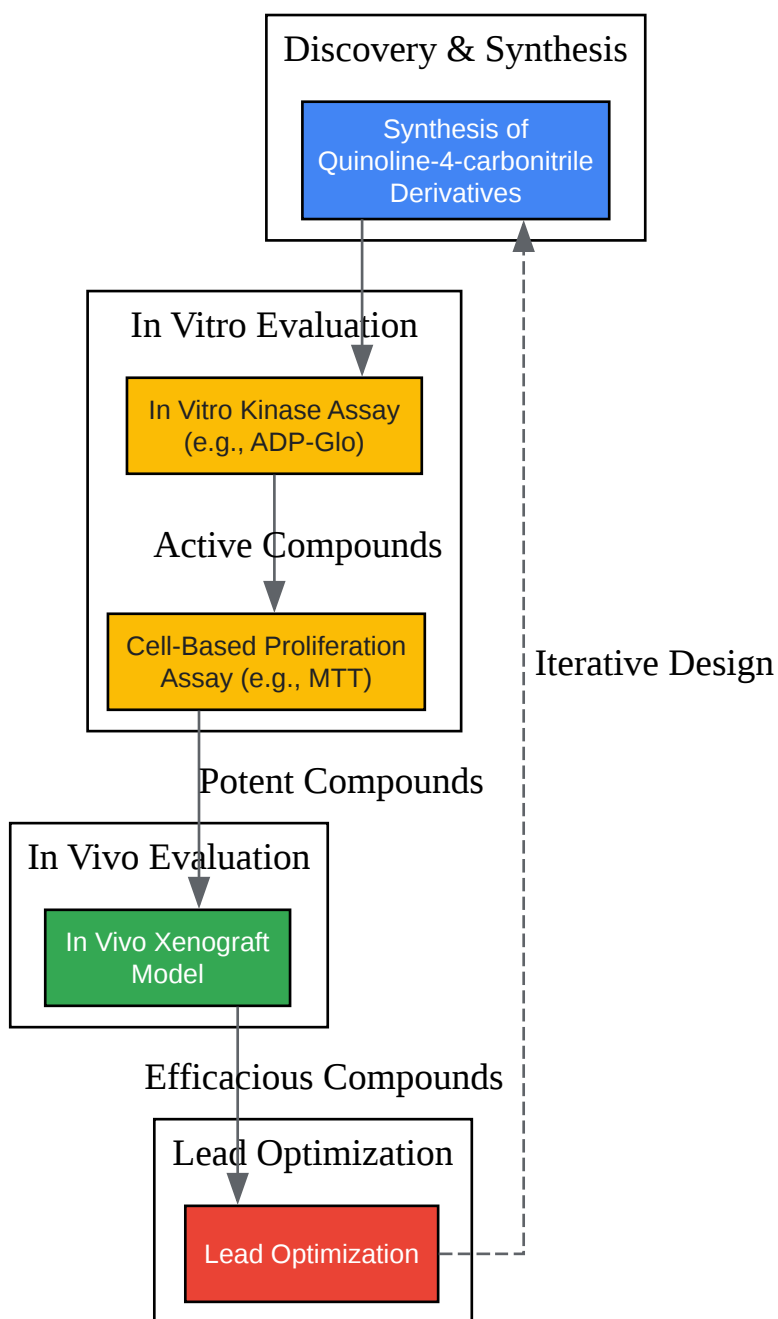 Discovery & Synthesis
Synthesis of
Quinoline-4-carbonitrile
Derivatives
In Vitro Evaluation
In Vitro Kinase Assay
(e.g., ADP-Glo)
Active Compounds
Cell-Based Proliferation
Assay (e.g., MTT)
Iterative Design
Potent Compounds
In Vivo Evaluation
In Vivo Xenograft
Model
Efficacious Compounds
Lead Optimization
Lead Optimization